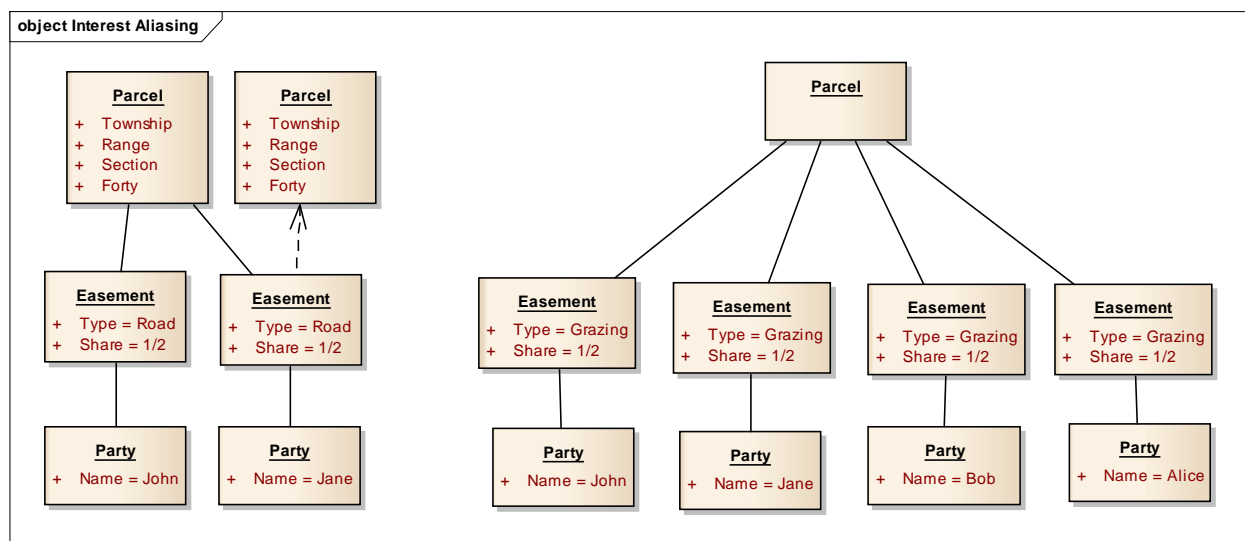 object Interest Aliasing
Parcel
+ Township
+ Range
+ Section
+ Forty
Parcel
+ Township
+ Range
+ Section
+ Forty
Parcel
Easement
+ Type = Road
+ Share = 1/2
Easement
+ Type = Road
+ Share = 1/2
Easement
+ Type = Grazing
+ Share = 1/2
Easement
+ Type = Grazing
+ Share = 1/2
Easement
+ Type = Grazing
+ Share = 1/2
Easement
+ Type = Grazing
+ Share = 1/2
Party
+ Name = John
Party
+ Name = Jane
Party
+ Name = John
Party
+ Name = Jane
Party
+ Name = Bob
Party
+ Name = Alice